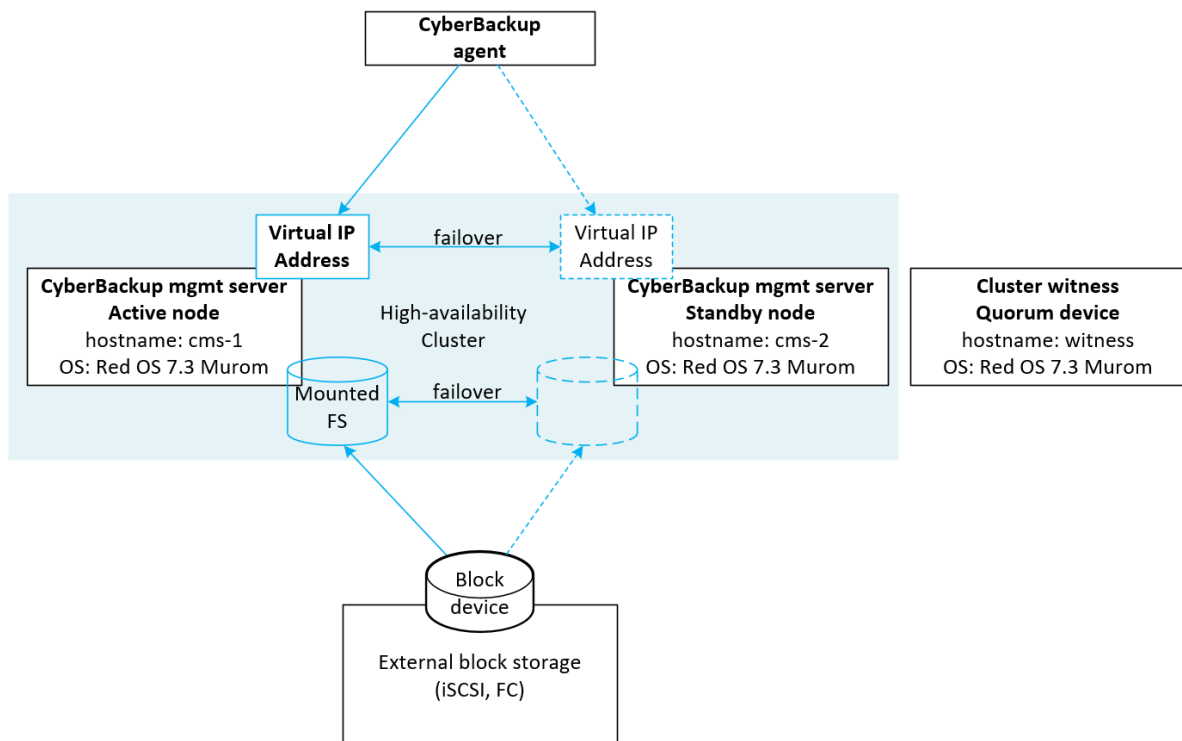 CyberBackup
agent
Virtual IP
Address
failover
Virtual IP
Address
CyberBackup mgmt server
Active node
hostname: cms-1
OS: Red OS 7.3 Murom
High-availability
Cluster
CyberBackup mgmt server
Standby node
hostname: cms-2
OS: Red OS 7.3 Murom
Cluster witness
Quorum device
hostname: witness
OS: Red OS 7.3 Murom
Mounted
FS
failover
Block
device
External block storage
(iSCSI, FC)